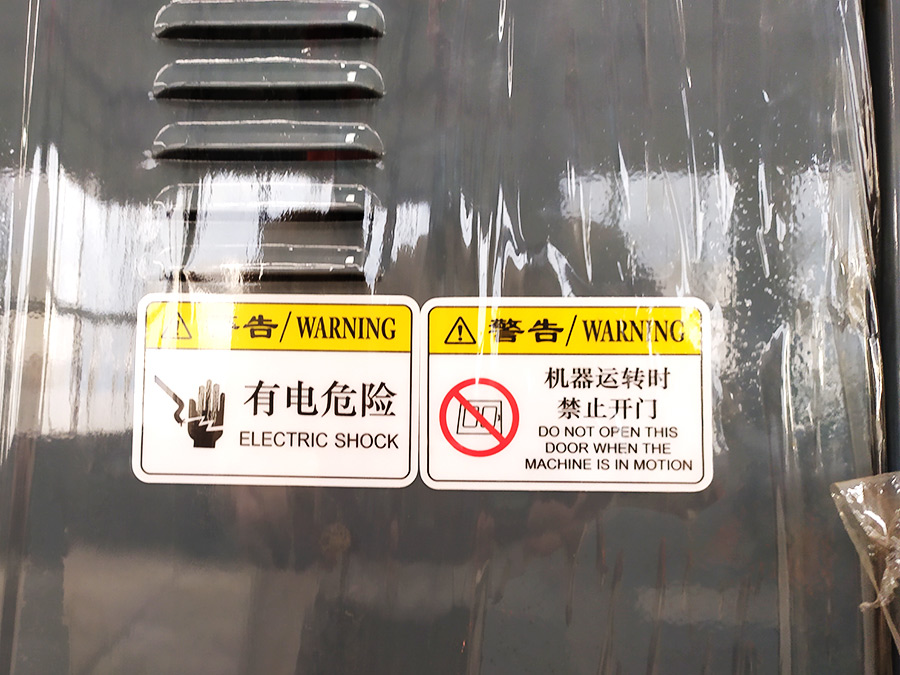 警告/WARNING
有电危险
ELECTRIC SHOCK
警告/WARNING
机器运转时
禁止开门
DO NOT OPEN THIS
DOOR WHEN THE
MACHINE IS IN MOTION